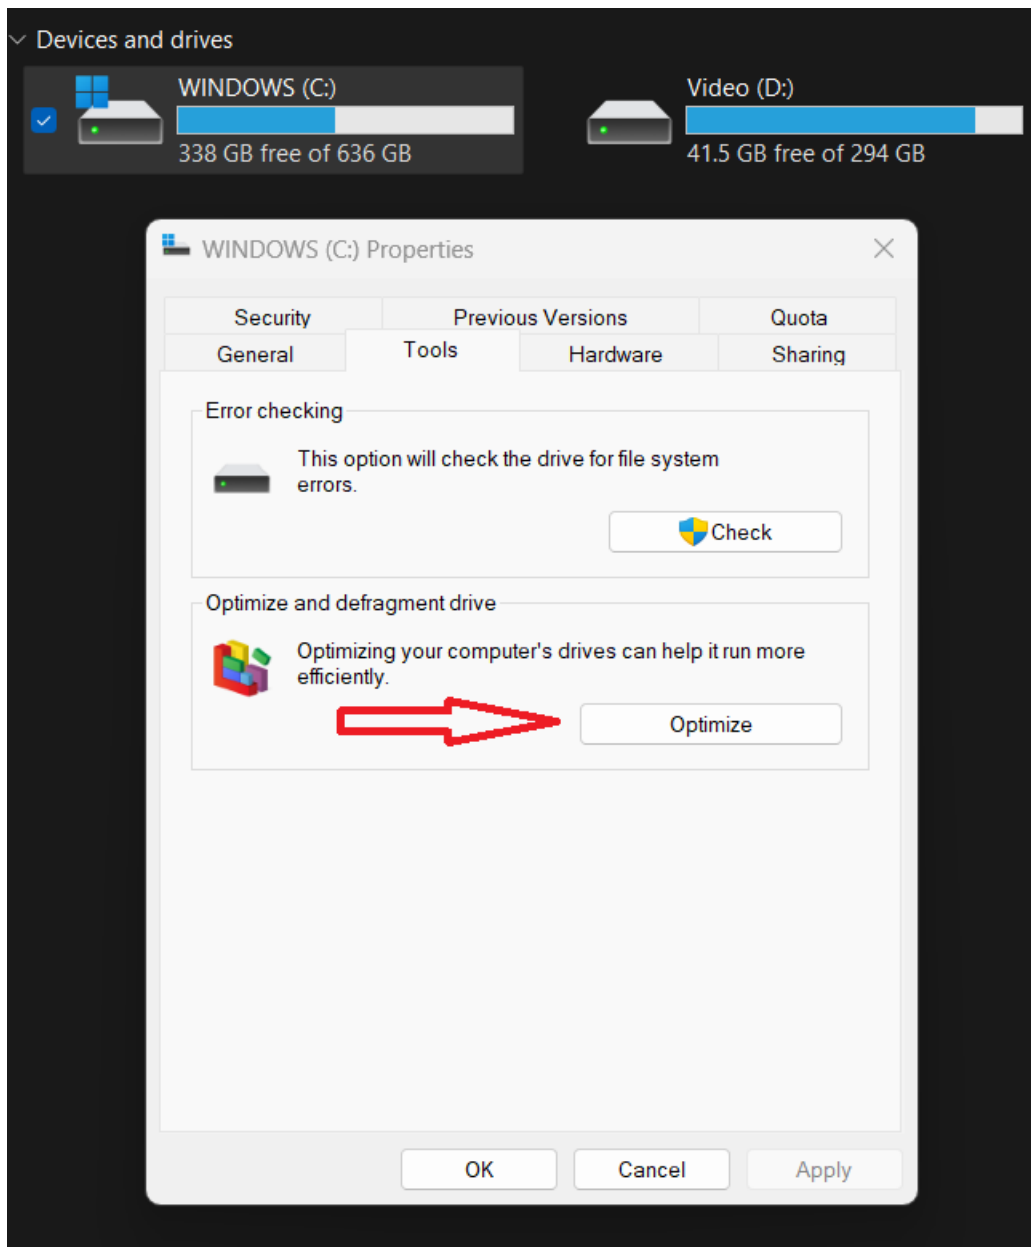 Devices and drives
WINDOWS (C:)
338 GB free of 636 GB
Video (D:)
41.5 GB free of 294 GB
WINDOWS (C:) Properties
Security Previous Versions Quota
General Tools Hardware Sharing
Error checking
This option will check the drive for file system
errors.
Check
Optimize and defragment drive
Optimizing your computer's drives can help it run more
efficiently.
Optimize
OK Cancel Apply